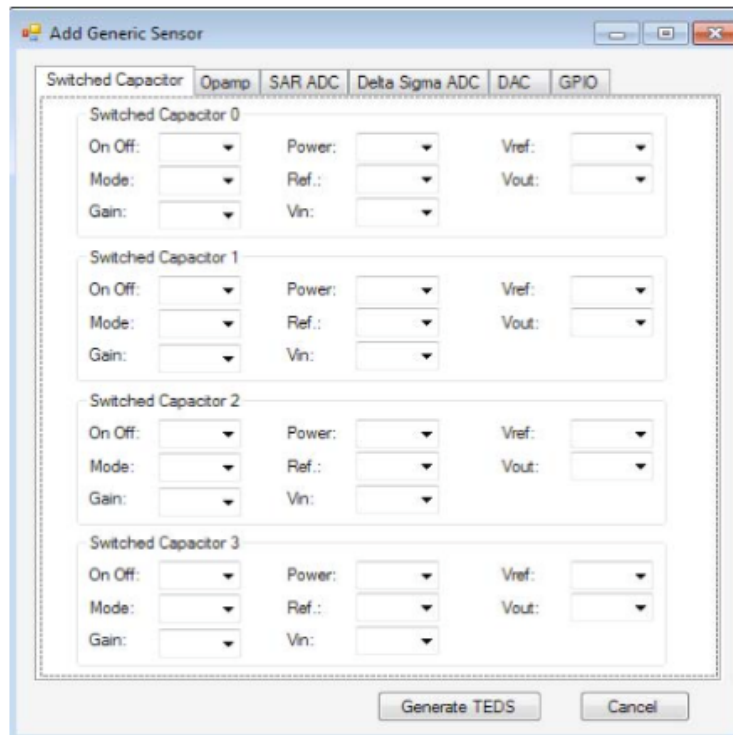 Add Generic Sensor
Switched Capacitor Opamp SAR ADC Delta Sigma ADC DAC GPIO
Switched Capacitor 0
On Off: Power: Vref:
Mode: Ref.: Vout:
Gain: Vin:
Switched Capacitor 1
On Off: Power: Vref:
Mode: Ref.: Vout:
Gain: Vin:
Switched Capacitor 2
On Off: Power: Vref:
Mode: Ref.: Vout:
Gain: Vin:
Switched Capacitor 3
On Off: Power: Vref:
Mode: Ref.: Vout:
Gain: Vin:
Generate TEDS Cancel